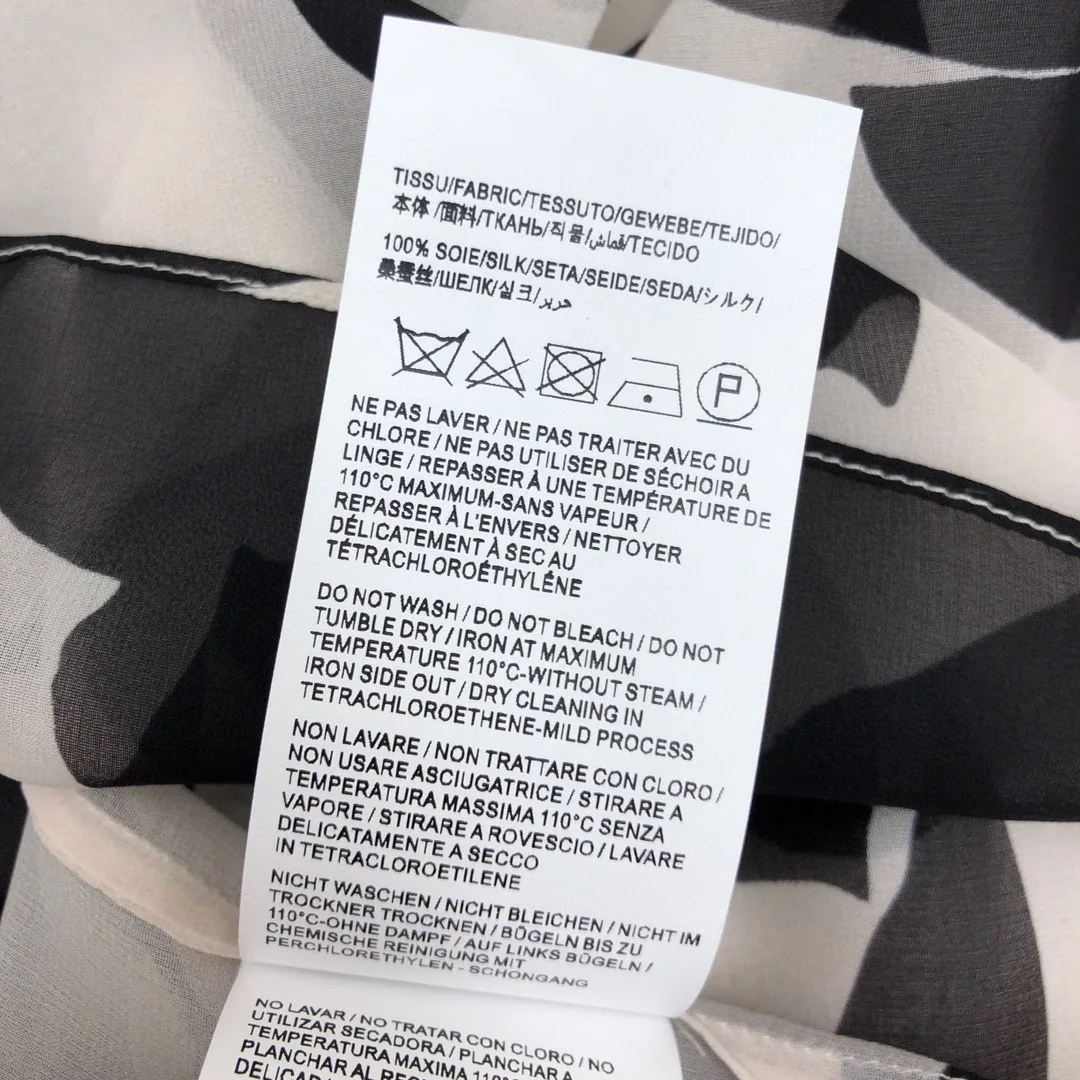 TISSU/FABRIC/TESSUTO/GEWEBE/TEJIDO/
本体/面料/ТКАНЬ/직물/قماش/TECIDO
100% SOIE/SILK/SETA/SEIDE/SEDA/シルク/
桑蚕丝/ШЕЛК/실크/حرير
P
NE PAS LAVER / NE PAS TRAITER AVEC DU
CHLORE / NE PAS UTILISER DE SÉCHOIR A
LINGE / REPASSER À UNE TEMPÉRATURE DE
110°C MAXIMUM-SANS VAPEUR /
REPASSER À L'ENVERS / NETTOYER
DÉLICATEMENT À SEC AU
TÉTRACHLOROÉTHYLÉNE
DO NOT WASH / DO NOT BLEACH / DO NOT
TUMBLE DRY / IRON AT MAXIMUM
TEMPERATURE 110°C-WITHOUT STEAM /
IRON SIDE OUT / DRY CLEANING IN
TETRACHLOROETHENE-MILD PROCESS
NON LAVARE / NON TRATTARE CON CLORO /
NON USARE ASCIUGATRICE / STIRARE A
TEMPERATURA MASSIMA 110°C SENZA
VAPORE / STIRARE A ROVESCIO / LAVARE
DELICATAMENTE A SECCO
IN TETRACLOROETILENE
NICHT WASCHEN / NICHT BLEICHEN / NICHT IM
TROCKNER TROCKNEN / BÜGELN BIS ZU
110°C-OHNE DAMPF / AUF LINKS BÜGELN /
CHEMISCHE REINIGUNG MIT
PERCHLORETHYLEN - SCHONGANG
NO LAVAR / NO TRATAR CON CLORO / NO
UTILIZAR SECADORA / PLANCHAR A
TEMPERATURA MAXIMA 110°C
PLANCHAR AL